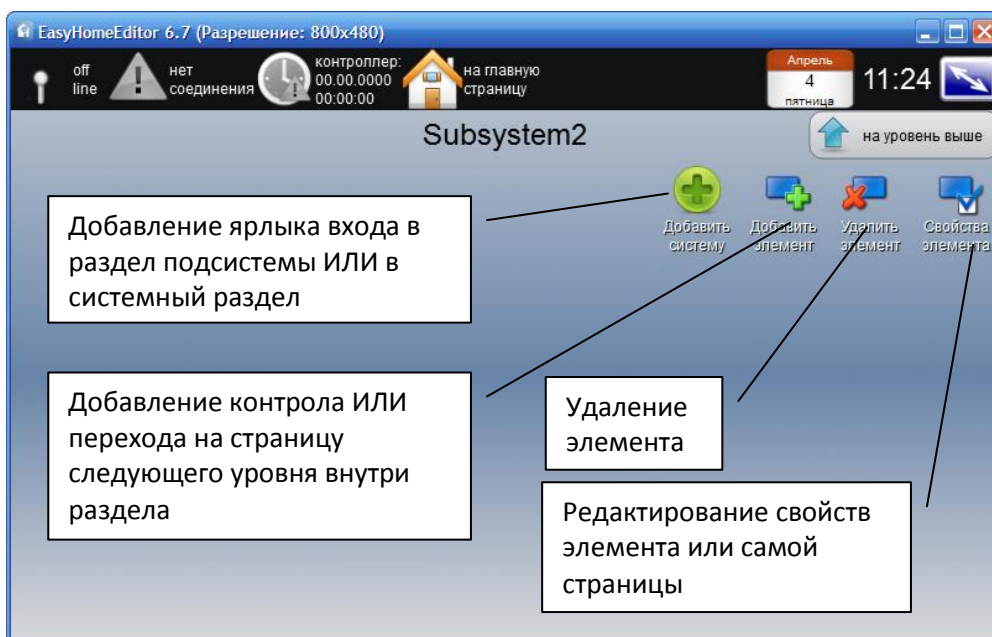 EasyHomeEditor 6.7 (Разрешение: 800x480)
off
line
нет
соединения
контроллер:
00.00.0000
00:00:00
на главную
страницу
Апрель
4
пятница
11:24
Subsystem2
на уровень выше
Добавить
систему
Добавить
элемент
Удалить
элемент
Свойства
элемента
Добавление ярлыка входа в
раздел подсистемы ИЛИ в
системный раздел
Добавление контрола ИЛИ
перехода на страницу
следующего уровня внутри
раздела
Удаление
элемента
Редактирование свойств
элемента или самой
страницы